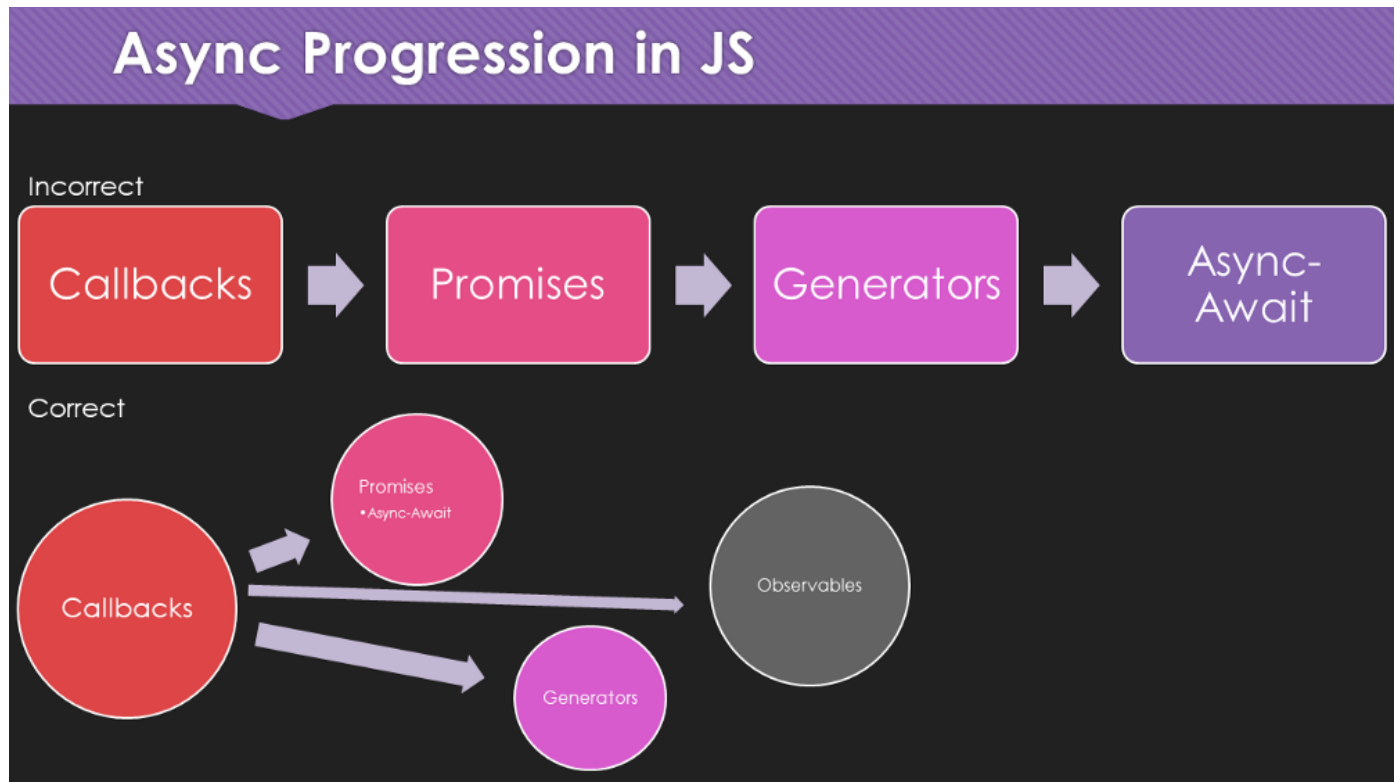 Async Progression in JS
Incorrect
Callbacks
Promises
Generators
Async-
Await
Correct
Promises
•Async-Await
Callbacks
Observables
Generators